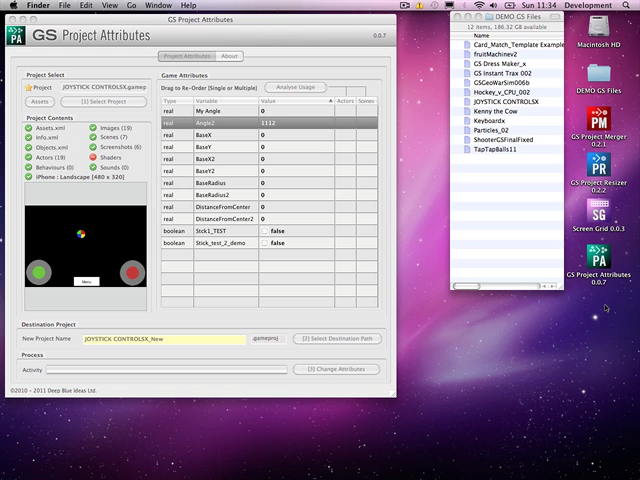 Finder File Edit View Go Window Help Sun 11:34 Development
GS Project Attributes
PA GS Project Attributes 0.0.7
Project Attributes About
Project Select
Project JOYSTICK CONTROLSX.gamep
Assets [1] Select Project
Project Contents
Assets.xml Images (19)
Info.xml Scenes (7)
Objects.xml Screenshots (6)
Actors (19) Shaders
Behaviours (0) Sounds (0)
iPhone : Landscape [480 x 320]
Menu
Game Attributes
Drag to Re-Order (Single or Multiple) Analyse Usage
Type Variable Value Actors Scenes
real My Angle 0
real Angle2 1112
real BaseX 0
real BaseY 0
real BaseX2 0
real BaseY2 0
real BaseRadius 0
real BaseRadius2 0
real DistanceFromCenter 0
real DistanceFromCenter2 0
boolean Stck1_TEST false
boolean Stick_test_2_demo false
Destination Project
New Project Name JOYSTICK CONTROLSX_New .gameproj [2] Select Destination Path
Process
Activity [3] Change Attributes
©2010 - 2011 Deep Blue Ideas Ltd.
DEMO GS Files
12 items, 186.32 GB available
Name
Card_Match_Template Example
fruitMachinev2
GS Dress Maker_x
GS Instant Trax 002
GSGeoWarSim006b
Hockey_v_CPU_002
JOYSTICK CONTROLSX
Kenny the Cow
Keyboardx
Particles_02
ShooterGSFinalFixed
TapTapBalls11
Macintosh HD
DEMO GS Files
PM
GS Project Merger
0.2.1
PR
GS Project Resizer
0.2.2
SG
Screen Grid 0.0.3
PA
GS Project Attributes
0.0.7